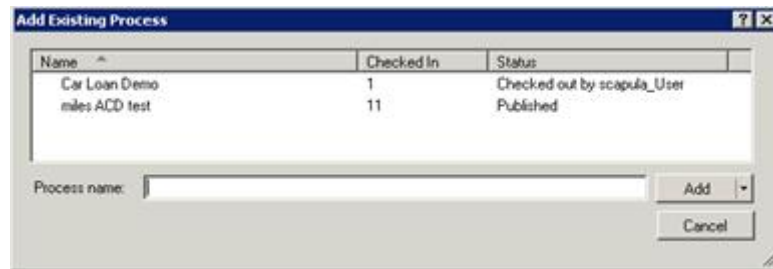 Add Existing Process
Name Checked In Status
Car Loan Demo 1 Checked out by scapula_User
miles ACD test 11 Published
Process name: Add
Cancel